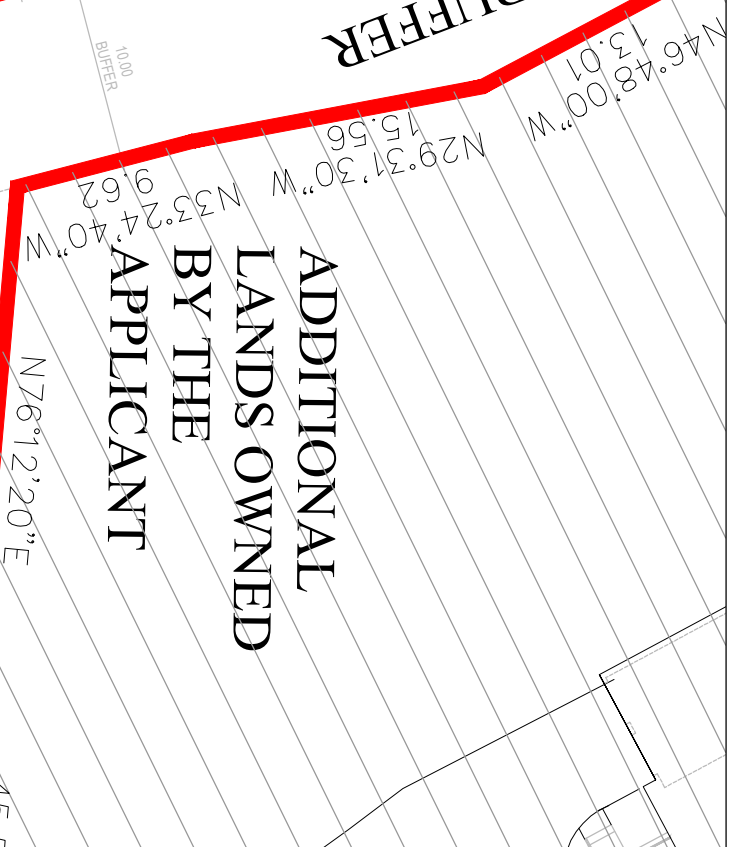 BUFFER
10.00
BUFFER
N46°48'00"W
13.01
N29°31'30"W
15.56
N33°24'40"W
9.62
N76°12'20"E
ADDITIONAL
LANDS OWNED
BY THE
APPLICANT